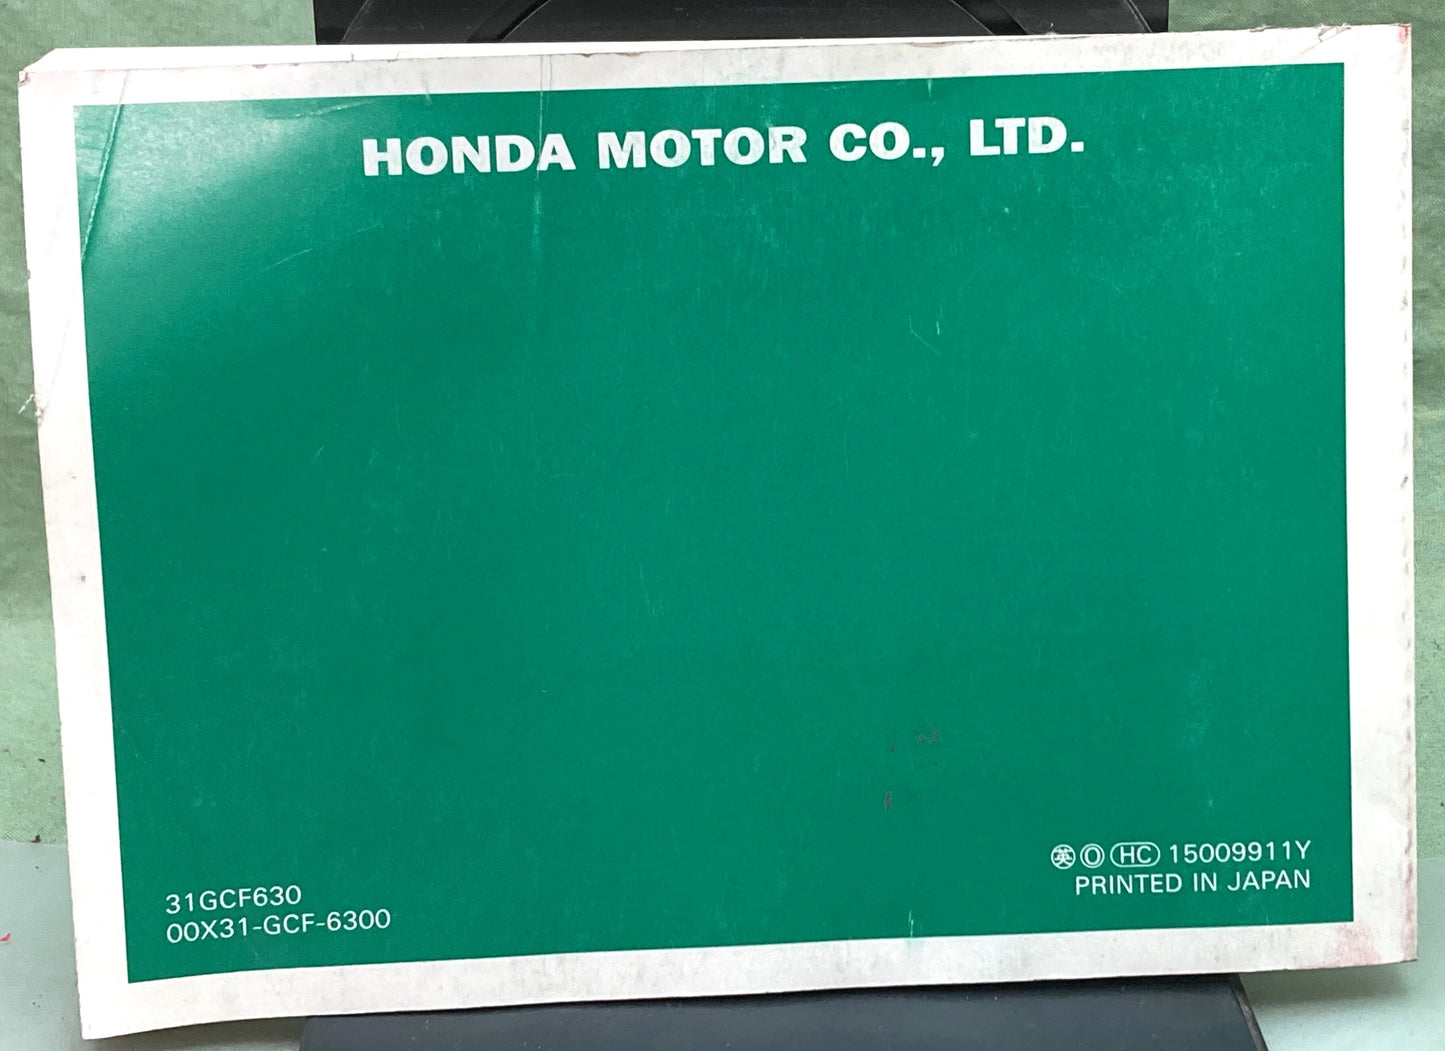 HONDA MOTOR CO., LTD.
31GCF630
00X31-GCF-6300
英 O HC 15009911Y
PRINTED IN JAPAN